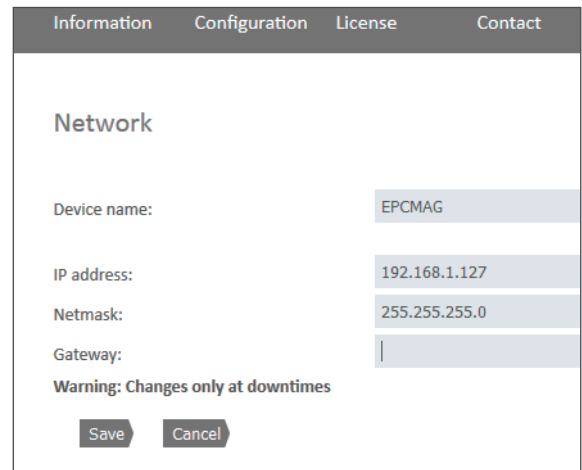 Information Configuration License Contact
Network
Device name: EPCMAG
IP address: 192.168.1.127
Netmask: 255.255.255.0
Gateway:
Warning: Changes only at downtimes
Save Cancel